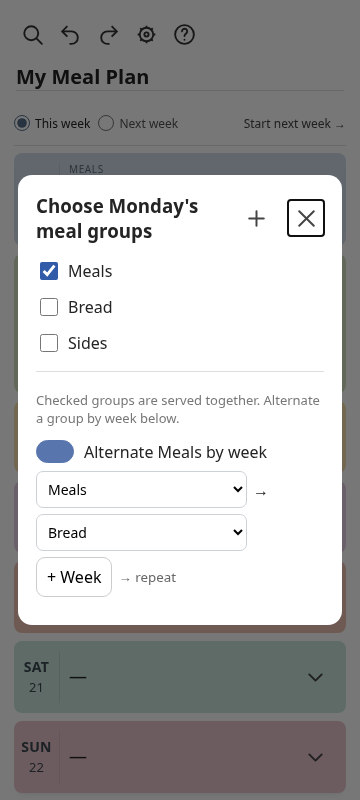 My Meal Plan
This week
Next week
Start next week →
MEALS
Choose Monday's
meal groups
Meals
Bread
Sides
Checked groups are served together. Alternate
a group by week below.
Alternate Meals by week
Meals
→
Bread
+ Week
→ repeat
SAT
21
—
SUN
22
—